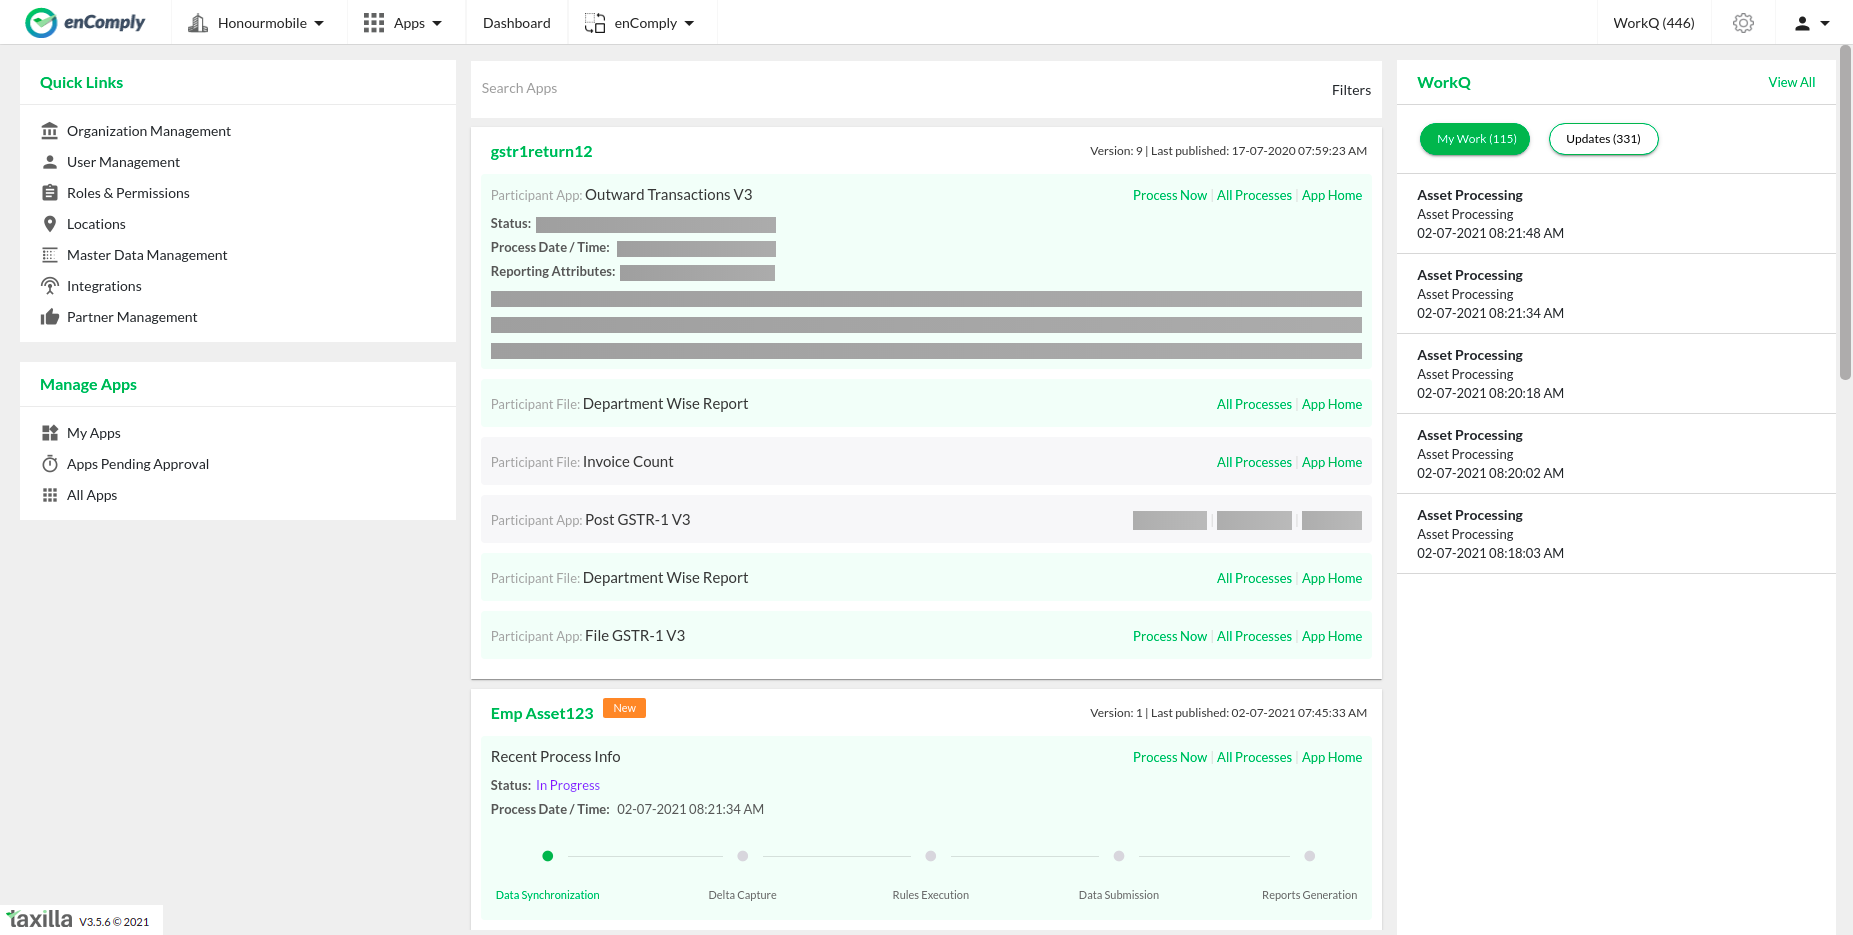 enComply
Honourmobile
Apps
Dashboard
enComply
WorkQ (446)
Quick Links
Organization Management
User Management
Roles & Permissions
Locations
Master Data Management
Integrations
Partner Management
Manage Apps
My Apps
Apps Pending Approval
All Apps
Search Apps
Filters
gstr1return12
Version: 9 | Last published: 17-07-2020 07:59:23 AM
Participant App: Outward Transactions V3
Process Now | All Processes | App Home
Status:
Process Date / Time:
Reporting Attributes:
Participant File: Department Wise Report
All Processes | App Home
Participant File: Invoice Count
All Processes | App Home
Participant App: Post GSTR-1 V3
Participant File: Department Wise Report
All Processes | App Home
Participant App: File GSTR-1 V3
Process Now | All Processes | App Home
Emp Asset123
New
Version: 1 | Last published: 02-07-2021 07:45:33 AM
Recent Process Info
Process Now | All Processes | App Home
Status: In Progress
Process Date / Time: 02-07-2021 08:21:34 AM
Data Synchronization
Delta Capture
Rules Execution
Data Submission
Reports Generation
WorkQ
View All
My Work (115)
Updates (331)
Asset Processing
Asset Processing
02-07-2021 08:21:48 AM
Asset Processing
Asset Processing
02-07-2021 08:21:34 AM
Asset Processing
Asset Processing
02-07-2021 08:20:18 AM
Asset Processing
Asset Processing
02-07-2021 08:20:02 AM
Asset Processing
Asset Processing
02-07-2021 08:18:03 AM
taxilla V3.5.6 © 2021